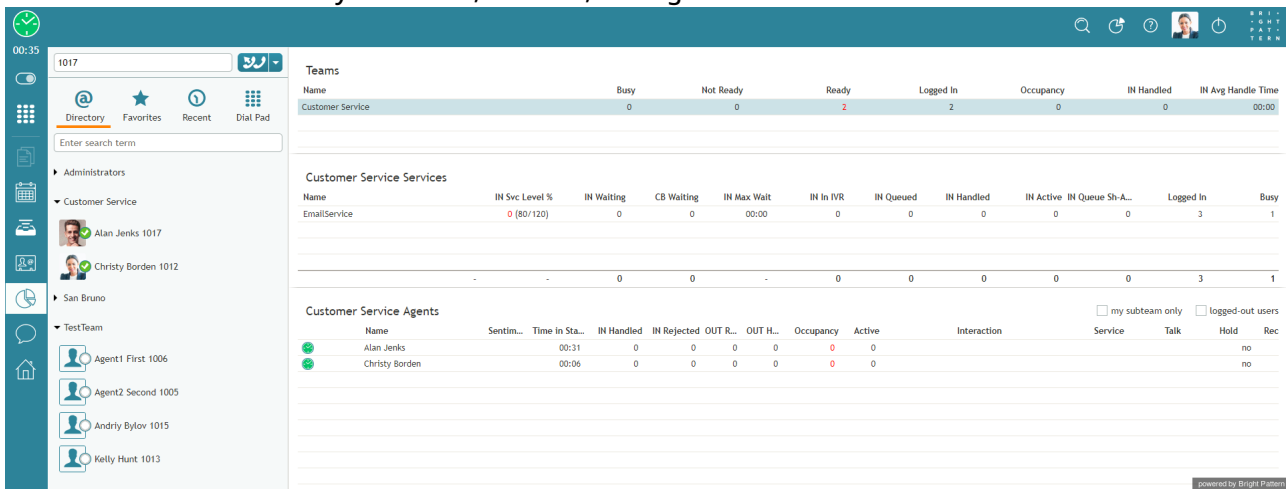 B R I ·
· G H T
P A T ·
T E R N
00:35
1017
Directory Favorites Recent Dial Pad
Enter search term
Administrators
Customer Service
Alan Jenks 1017
Christy Borden 1012
San Bruno
TestTeam
Agent1 First 1006
Agent2 Second 1005
Andriy Bylov 1015
Kelly Hunt 1013
Teams
Name Busy Not Ready Ready Logged In Occupancy IN Handled IN Avg Handle Time
Customer Service 0 0 2 2 0 0 00:00
Customer Service Services
Name IN Svc Level % IN Waiting CB Waiting IN Max Wait IN In IVR IN Queued IN Handled IN Active IN Queue Sh-A... Logged In Busy
EmailService 0 (80/120) 0 0 00:00 0 0 0 0 0 3 1
- - 0 0 - 0 0 0 0 0 3 1
Customer Service Agents my subteam only logged-out users
Name Sentim... Time in Sta... IN Handled IN Rejected OUT R... OUT H... Occupancy Active Interaction Service Talk Hold Rec
Alan Jenks 00:31 0 0 0 0 0 0 no
Christy Borden 00:06 0 0 0 0 0 0 no
powered by Bright Pattern